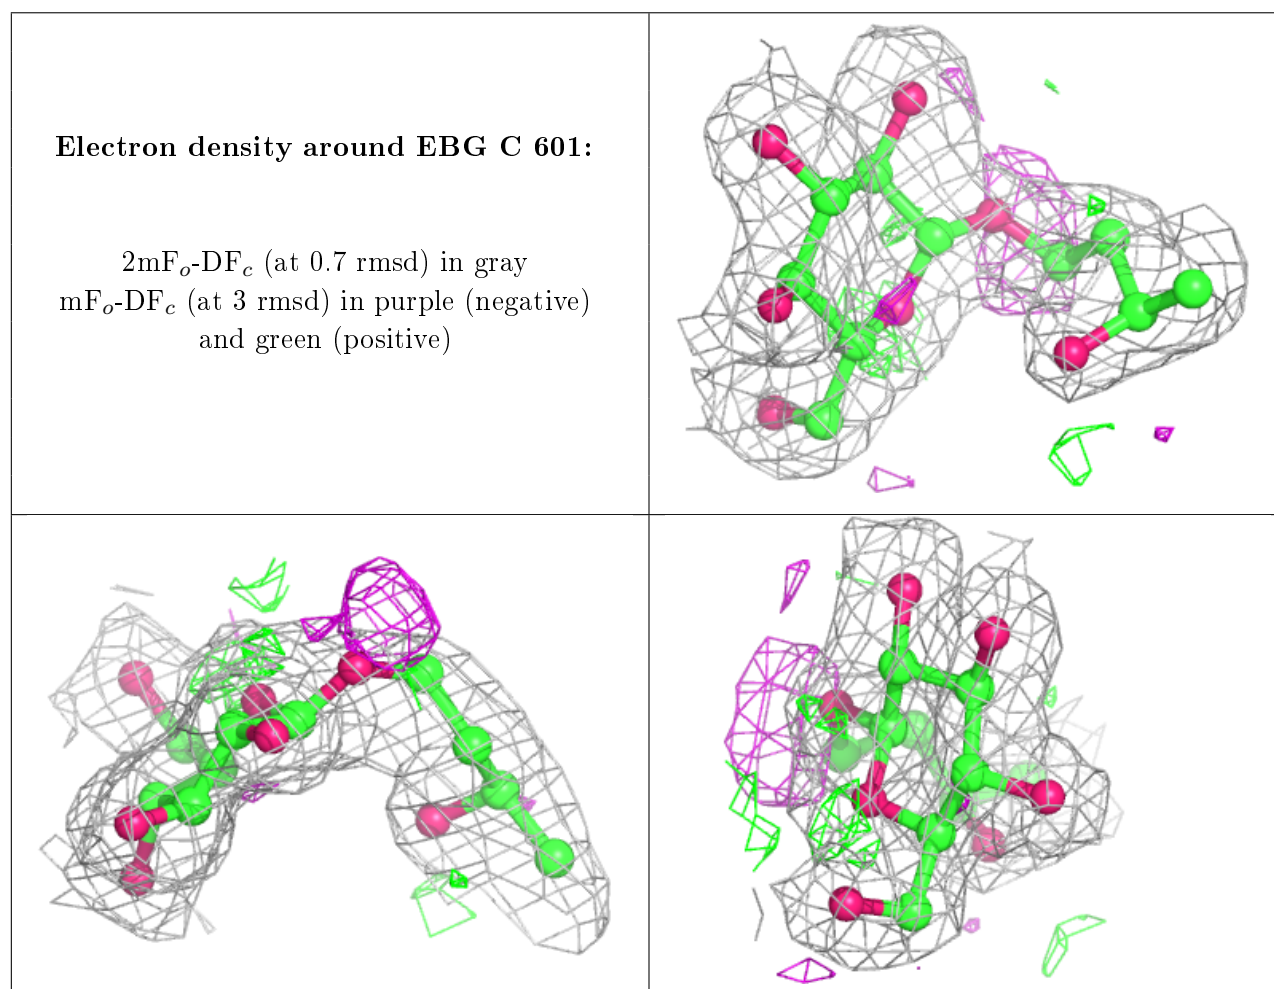 Electron density around EBG C 601:
2mFo-DFc (at 0.7 rmsd) in gray
mFo-DFc (at 3 rmsd) in purple (negative)
and green (positive)